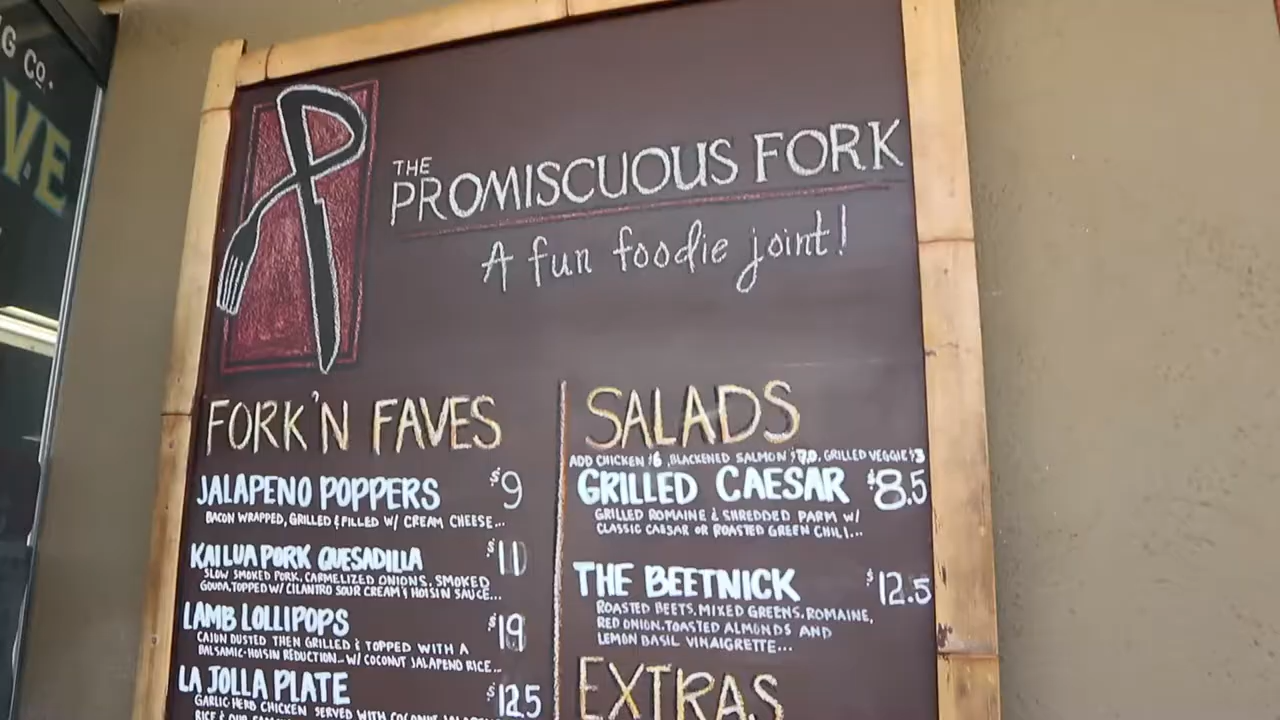 G CO.
VE
THE
PROMISCUOUS FORK
A fun foodie joint!
FORK'N FAVES
JALAPENO POPPERS $9
BACON WRAPPED, GRILLED & FILLED W/ CREAM CHEESE...
KAILUA PORK QUESADILLA $11
SLOW SMOKED PORK, CARMELIZED ONIONS, SMOKED
GOUDA, TOPPED W/ CILANTRO SOUR CREAM & HOISIN SAUCE...
LAMB LOLLIPOPS $19
CAJUN DUSTED THEN GRILLED & TOPPED WITH A
BALSAMIC-HOISIN REDUCTION... W/ COCONUT JALAPENO RICE...
LA JOLLA PLATE $12.5
GARLIC-HERB CHICKEN SERVED WITH COCONUT
RICE & OUR
SALADS
ADD CHICKEN $6, BLACKENED SALMON, GRILLED VEGGIE $3
GRILLED CAESAR $8.5
GRILLED ROMAINE & SHREDDED PARM W/
CLASSIC CAESAR OR ROASTED GREEN CHILI...
THE BEETNICK $12.5
ROASTED BEETS, MIXED GREENS, ROMAINE,
RED ONION, TOASTED ALMONDS AND
LEMON BASIL VINAIGRETTE...
EXTRAS